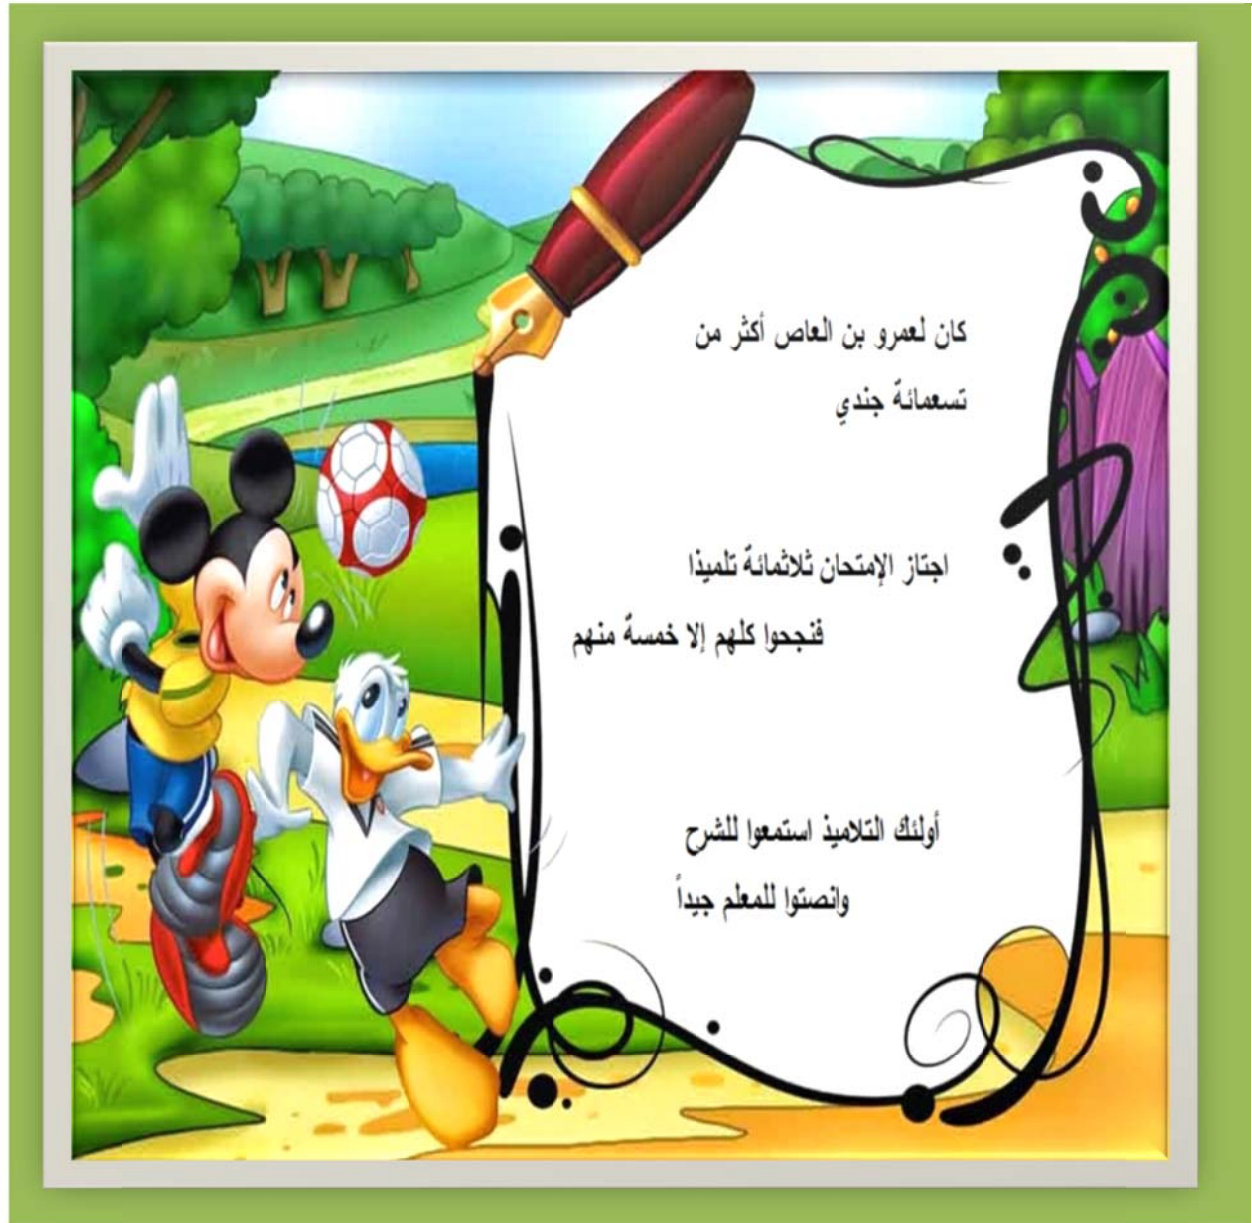 كان لعمرو بن العاص أكثر من
تسعمائة جندي
اجتاز الإمتحان ثلاثمائة تلميذا
فنجحوا كلهم إلا خمسة منهم
أولئك التلاميذ استمعوا للشرح
وانصتوا للمعلم جيداً